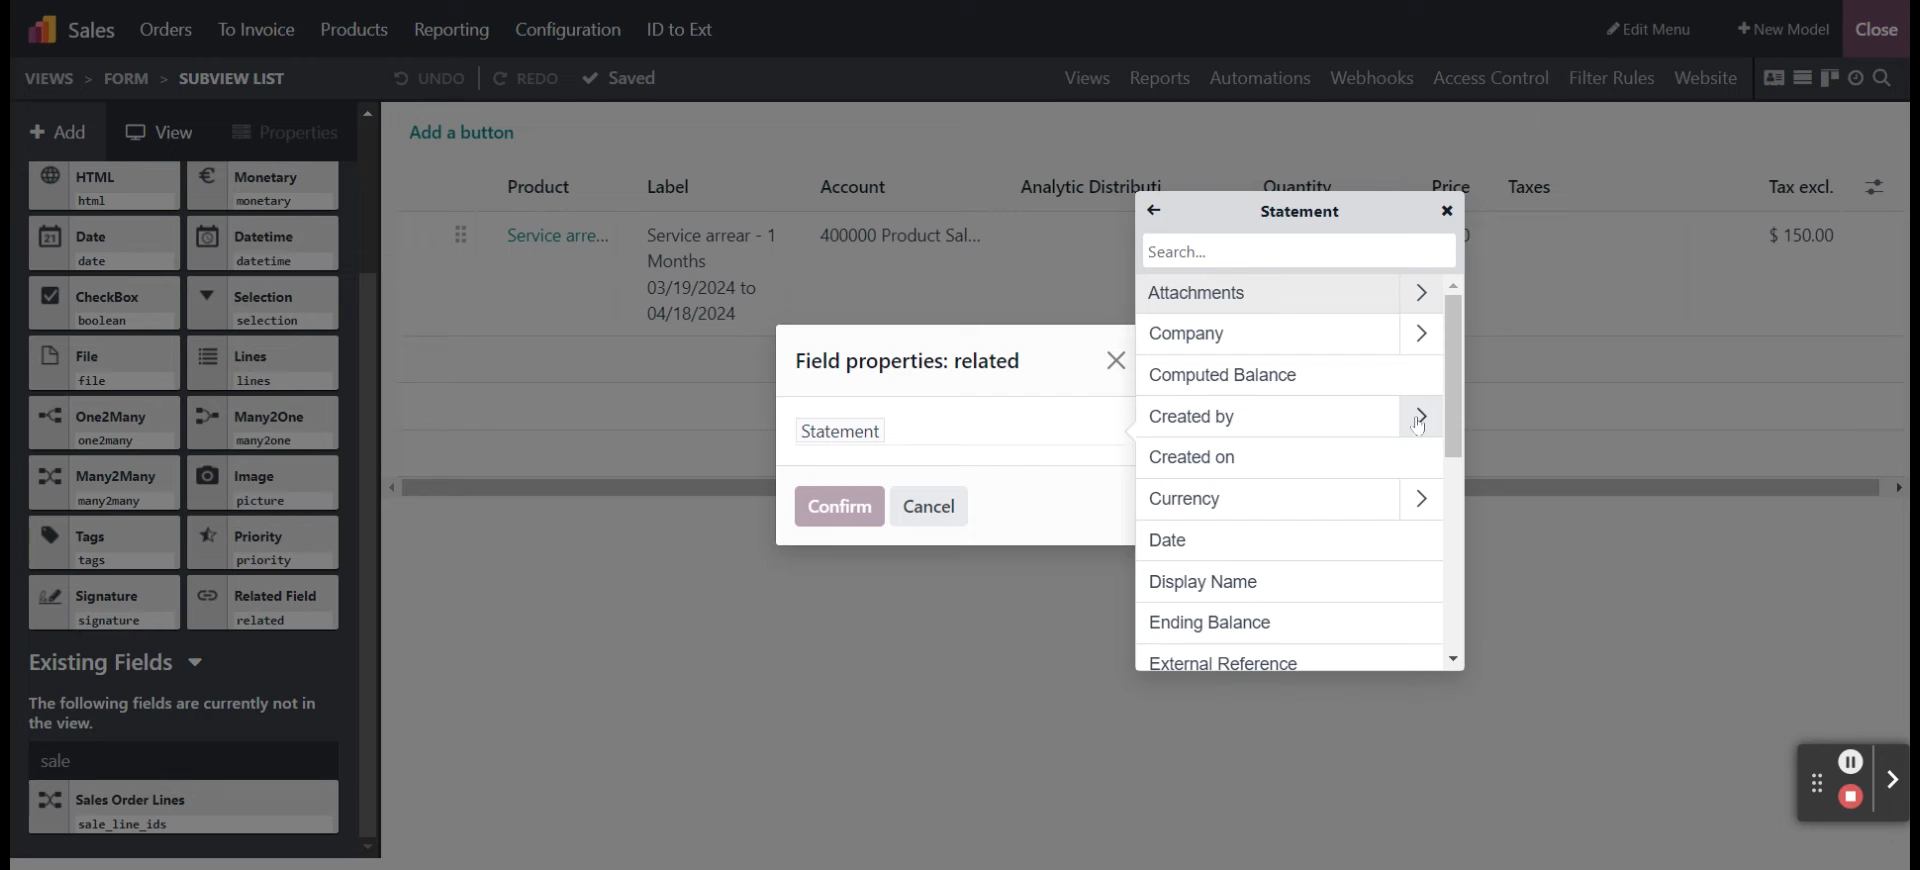 Sales Orders To Invoice Products Reporting Configuration ID to Ext Edit Menu +New Model Close
VIEWS > FORM > SUBVIEW LIST UNDO REDO Saved Views Reports Automations Webhooks Access Control Filter Rules Website
+ Add View Properties
HTML
html
Monetary
monetary
Date
date
Datetime
datetime
CheckBox
boolean
Selection
selection
File
file
Lines
lines
One2Many
one2many
Many2One
many2one
Many2Many
many2many
Image
picture
Tags
tags
Priority
priority
Signature
signature
Related Field
related
Existing Fields
The following fields are currently not in
the view.
sale
Sales Order Lines
sale_line_ids
Add a button
Product Label Account Analytic Distributi Quantity Price Taxes Tax excl.
Service arre... Service arrear - 1 400000 Product Sal... $ 150.00
Months
03/19/2024 to
04/18/2024
Field properties: related
Statement
Confirm Cancel
Statement
Search...
Attachments
Company
Computed Balance
Created by
Created on
Currency
Date
Display Name
Ending Balance
External Reference